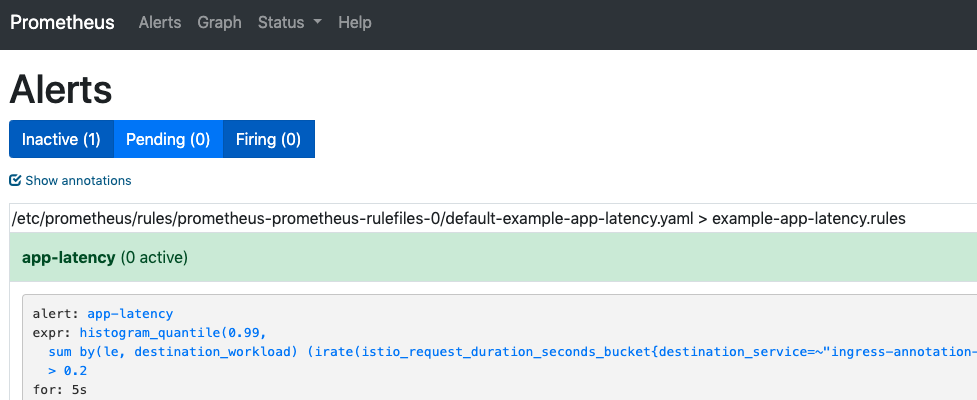 Prometheus Alerts Graph Status Help
Alerts
Inactive (1) Pending (0) Firing (0)
Show annotations
/etc/prometheus/rules/prometheus-prometheus-rulefiles-0/default-example-app-latency.yaml > example-app-latency.rules
app-latency (0 active)
alert: app-latency
expr: histogram_quantile(0.99,
sum by(le, destination_workload) (irate(istio_request_duration_seconds_bucket{destination_service=~"ingress-annotation-
> 0.2
for: 5s